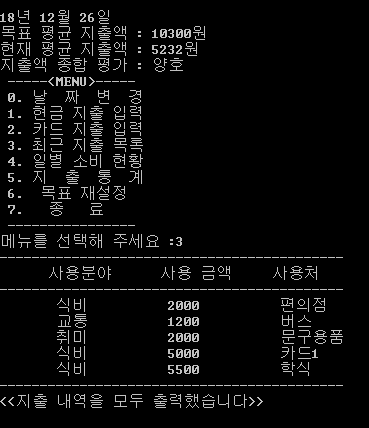 18년 12월 26일
목표 평균 지출액 : 10300원
현재 평균 지출액 : 5232원
지출액 종합 평가 : 양호
-----<MENU>-----
0. 날 짜 변 경
1. 현금 지출 입력
2. 카드 지출 입력
3. 최근 지출 목록
4. 일별 소비 현황
5. 지 출 통 계
6. 목표 재설정
7. 종 료
----------------
메뉴를 선택해 주세요 :3
사용분야 사용 금액 사용처
식비 2000 편의점
교통 1200 버스
취미 2000 문구용품
식비 5000 카드1
식비 5500 학식
<<지출 내역을 모두 출력했습니다>>